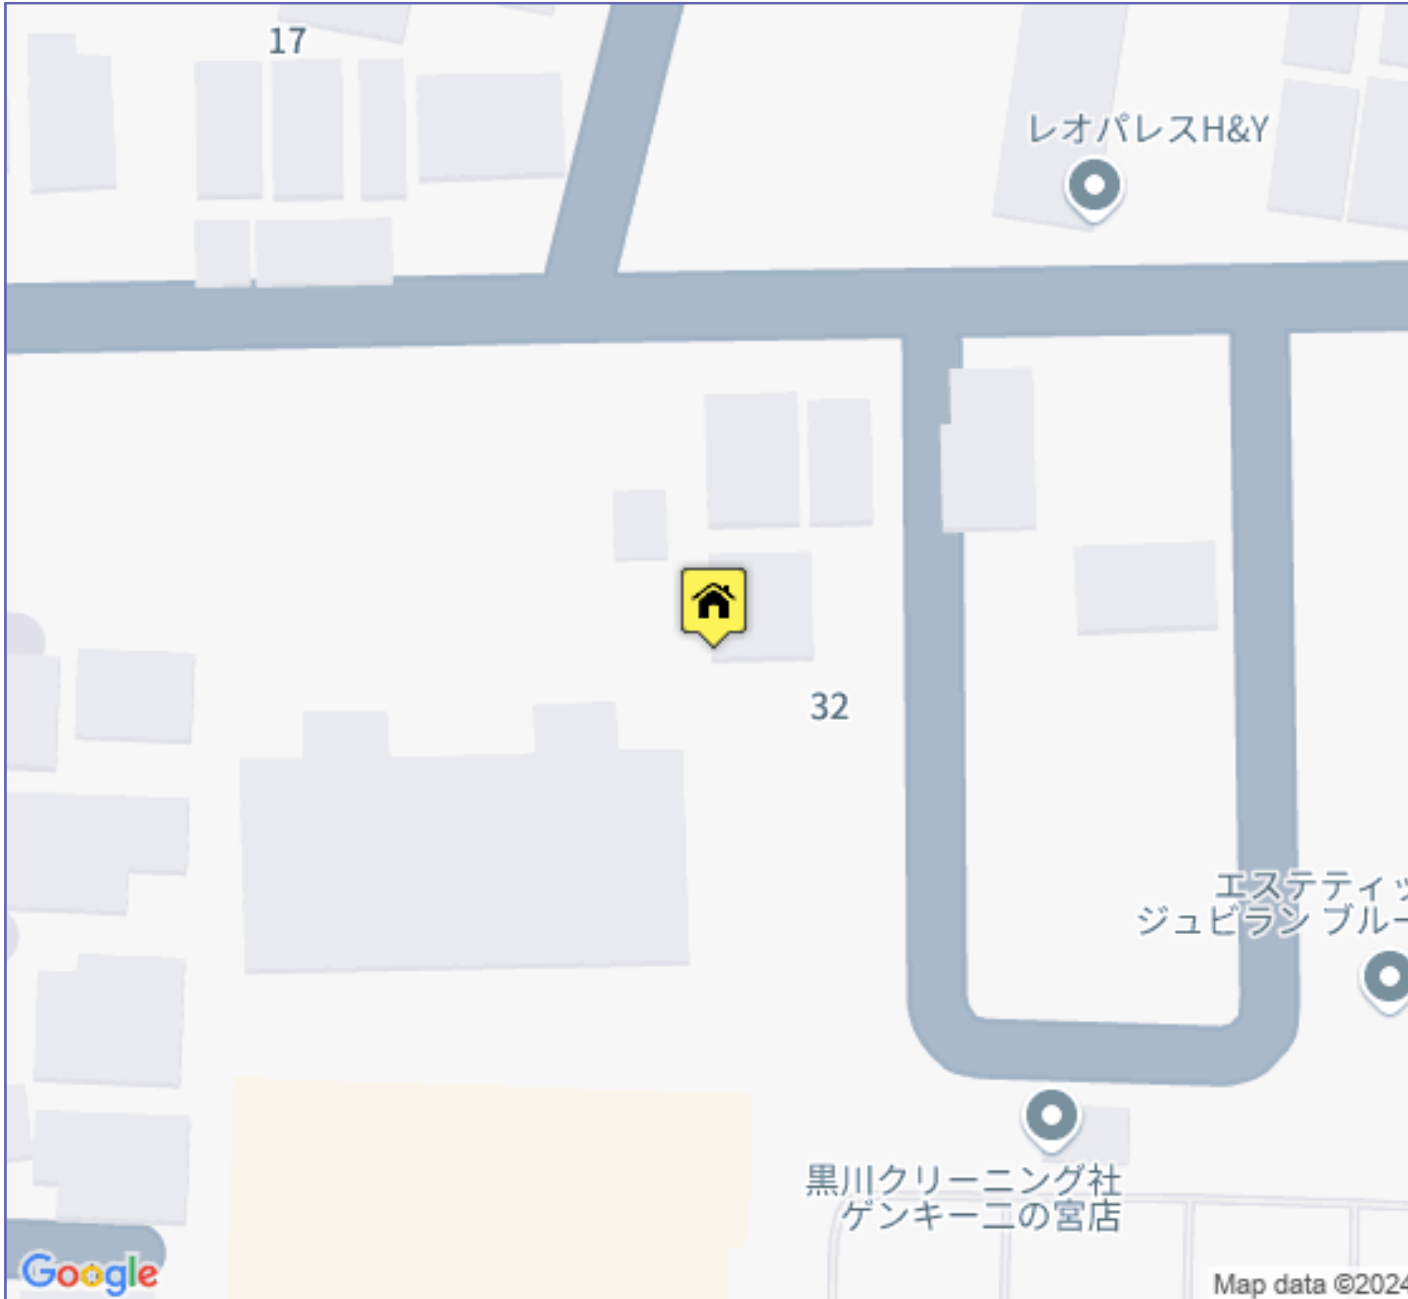 17
レオパレスH&Y
32
エステティッ
ジュビラン ブルー
黒川クリーニング社
ゲンキー二の宮店
Google
Map data ©2024